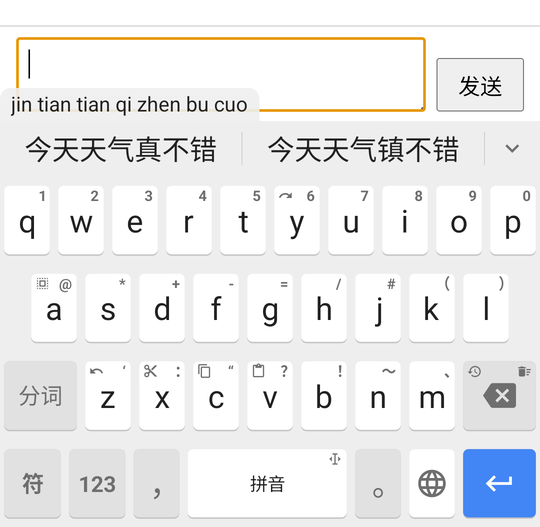 发送
jin tian tian qi zhen bu cuo
今天天气真不错 今天天气镇不错
1 2 3 4 5 6 7 8 9 0
q w e r t y u i o p
@ * + - = / # ( )
a s d f g h j k l
' : “ ? ! ～ 、
分词 z x c v b n m
符 123 ， 拼音 。